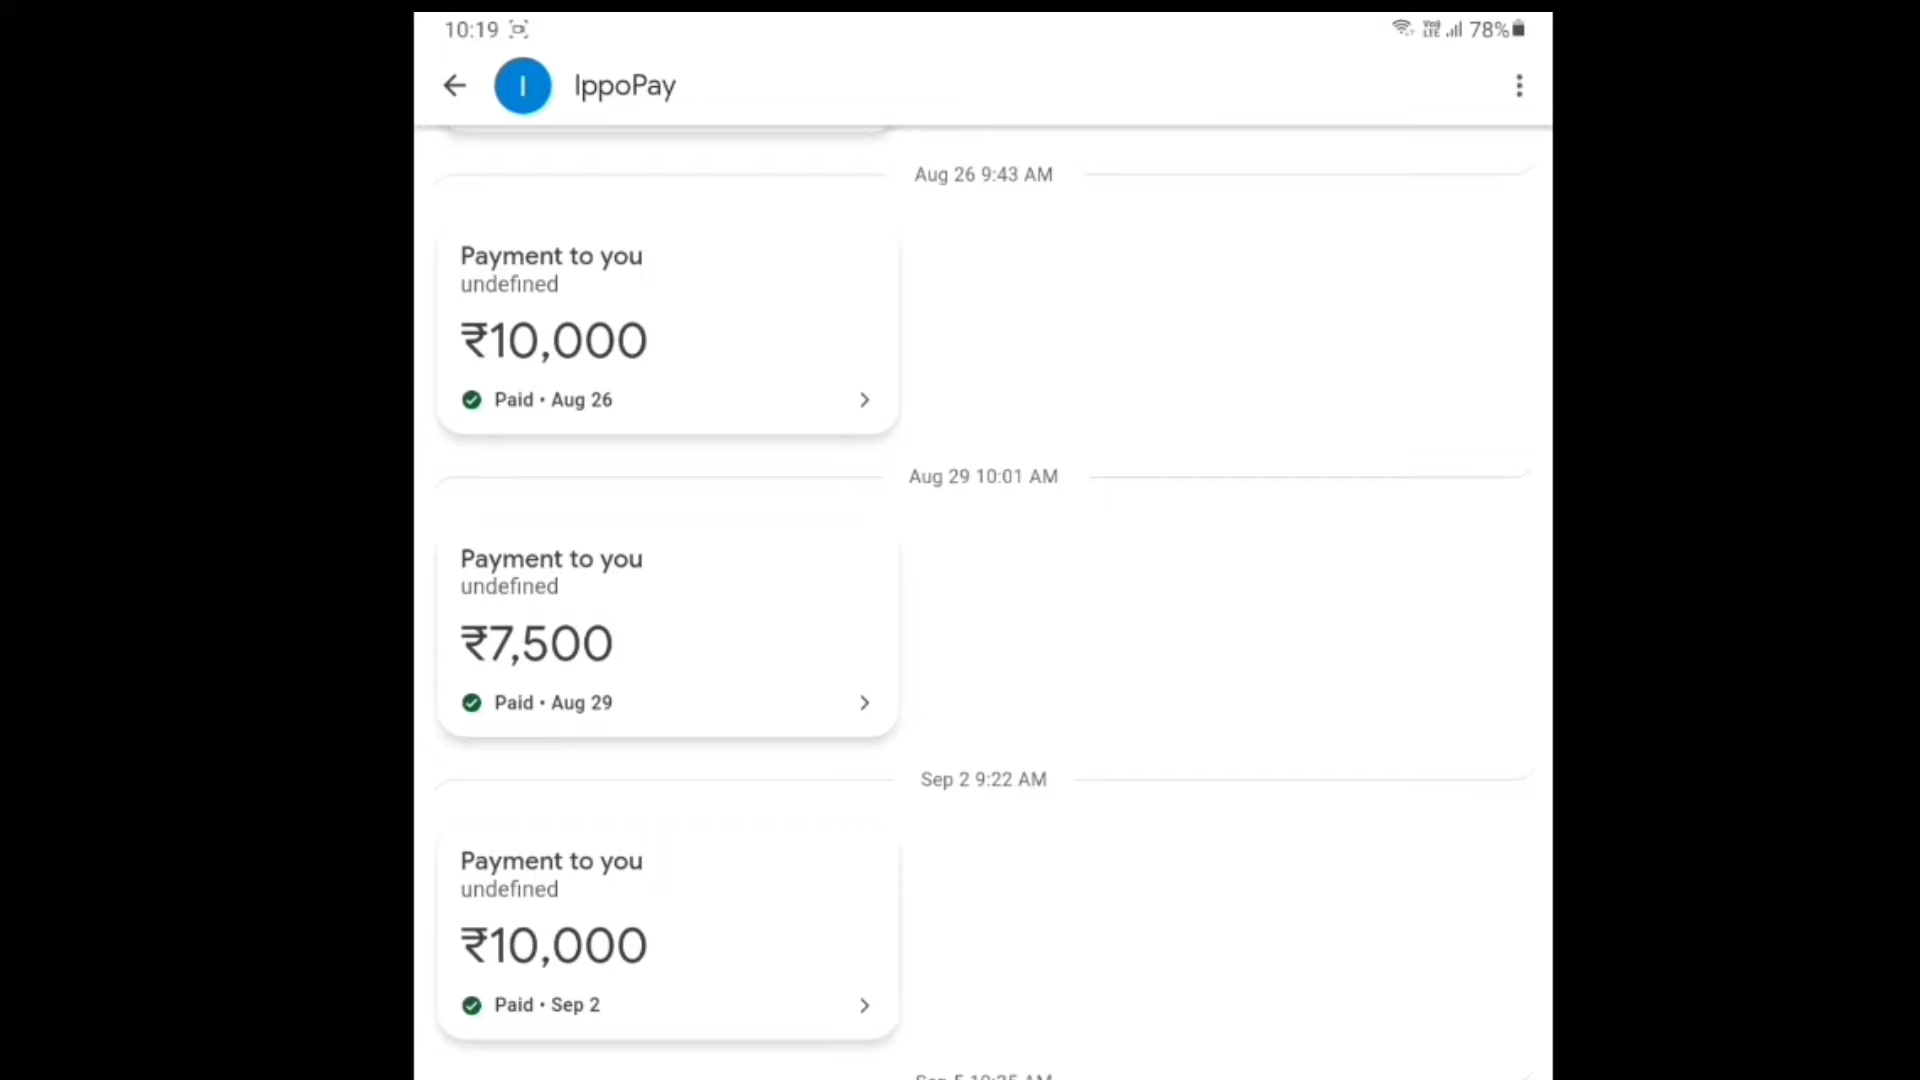 10:19
VoD LTE 78%
I IppoPay
Aug 26 9:43 AM
Payment to you
undefined
₹10,000
Paid • Aug 26
Aug 29 10:01 AM
Payment to you
undefined
₹7,500
Paid • Aug 29
Sep 2 9:22 AM
Payment to you
undefined
₹10,000
Paid • Sep 2